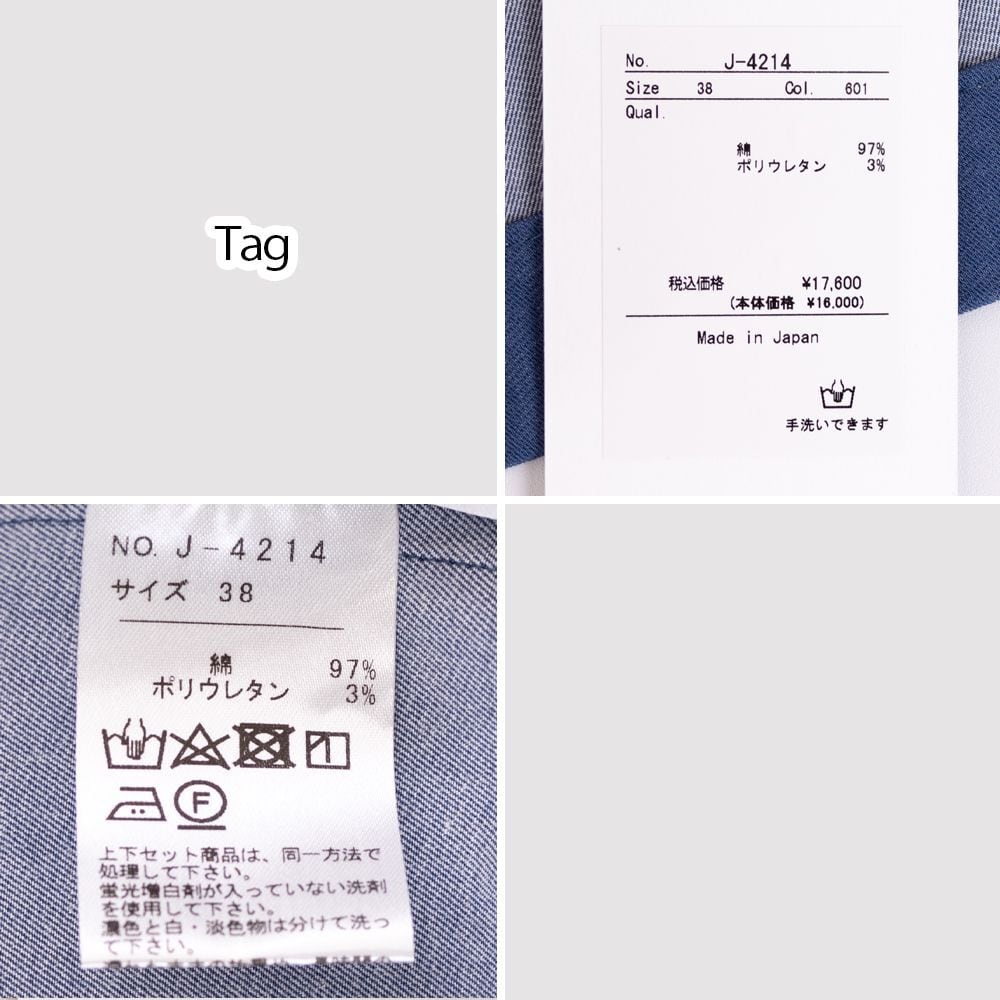 Tag
No. J-4214
Size 38 Col. 601
Qual.
綿 97%
ポリウレタン 3%
税込価格 ¥17,600
(本体価格 ¥16,000)
Made in Japan
手洗いできます
NO. J-4214
サイズ 38
綿 97%
ポリウレタン 3%
F
上下セット商品は、同一方法で
処理して下さい。
蛍光増白剤が入っていない洗剤
を使用して下さい。
濃色と白・淡色物は分けて洗っ
て下さい。